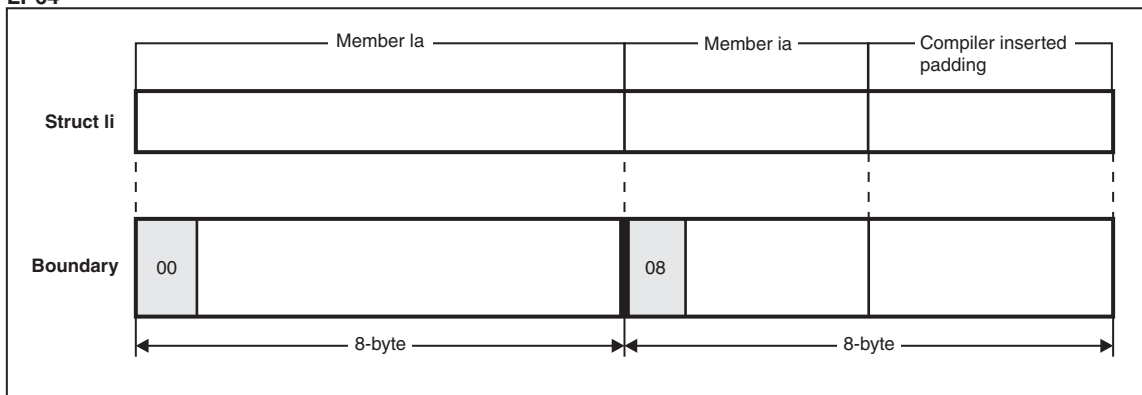 Member la
Member ia
Compiler inserted
padding
Struct li
Boundary
00
08
8-byte
8-byte